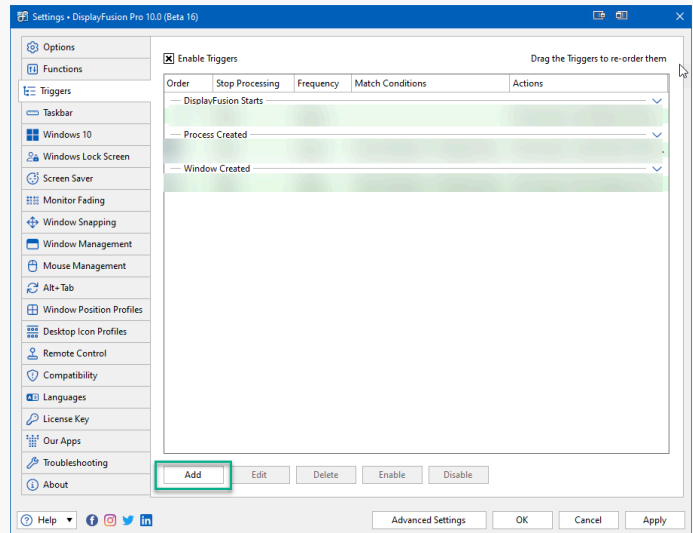 Settings • DisplayFusion Pro 10.0 (Beta 16)
Options
Functions
Triggers
Taskbar
Windows 10
Windows Lock Screen
Screen Saver
Monitor Fading
Window Snapping
Window Management
Mouse Management
Alt+Tab
Window Position Profiles
Desktop Icon Profiles
Remote Control
Compatibility
Languages
License Key
Our Apps
Troubleshooting
About
Enable Triggers Drag the Triggers to re-order them
Order Stop Processing Frequency Match Conditions Actions
DisplayFusion Starts
Process Created
Window Created
Add Edit Delete Enable Disable
Help Advanced Settings OK Cancel Apply